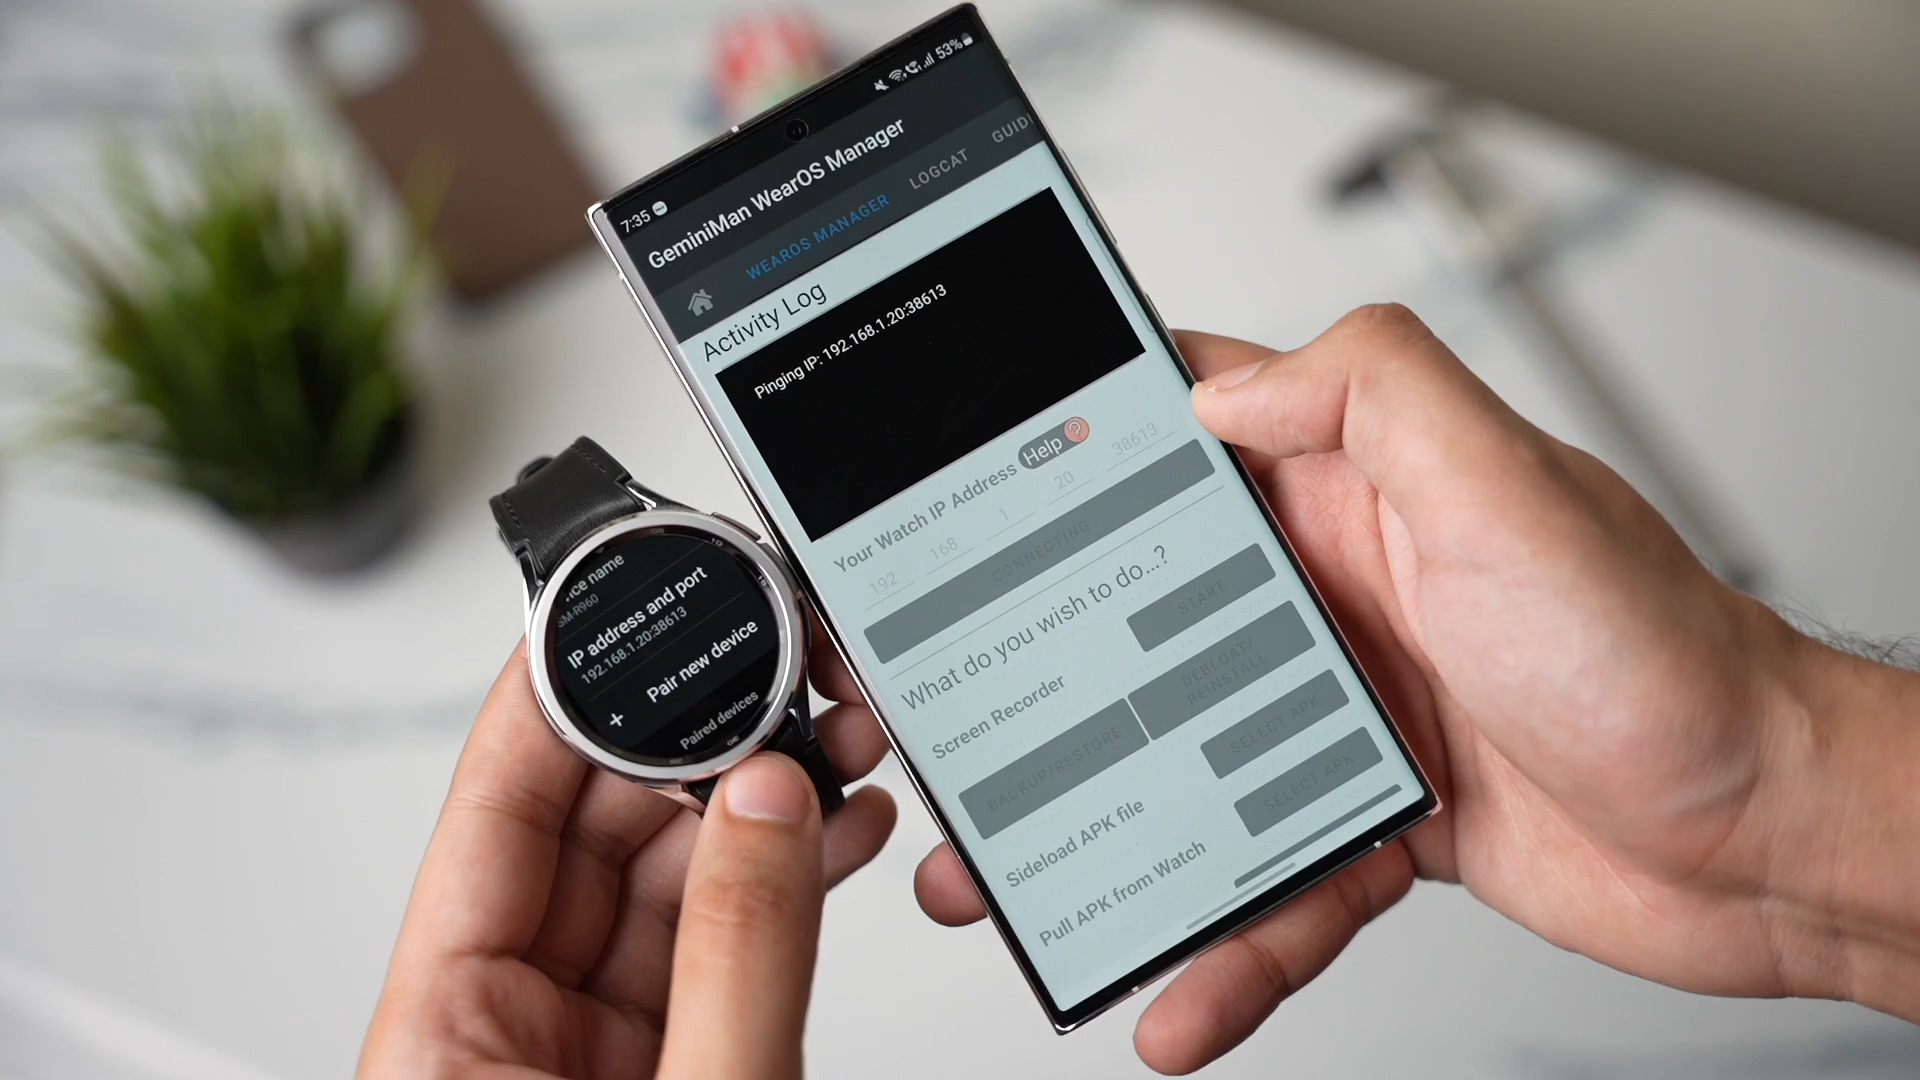 7:35
53%
GeminiMan WearOS Manager
WEAROS MANAGER
LOGCAT
GUID
Activity Log
Pinging IP: 192.168.1.20:38613
Your Watch IP Address
Help ?
192 168 1 20 38613
CONNECTING
What do you wish to do...?
Screen Recorder
START
BACKUP/RESTORE
DEBLOAT/
REINSTALL
Sideload APK file
SELECT APK
Pull APK from Watch
SELECT APK
ice name
SM-R960
IP address and port
192.168.1.20:38613
+ Pair new device
Paired devices